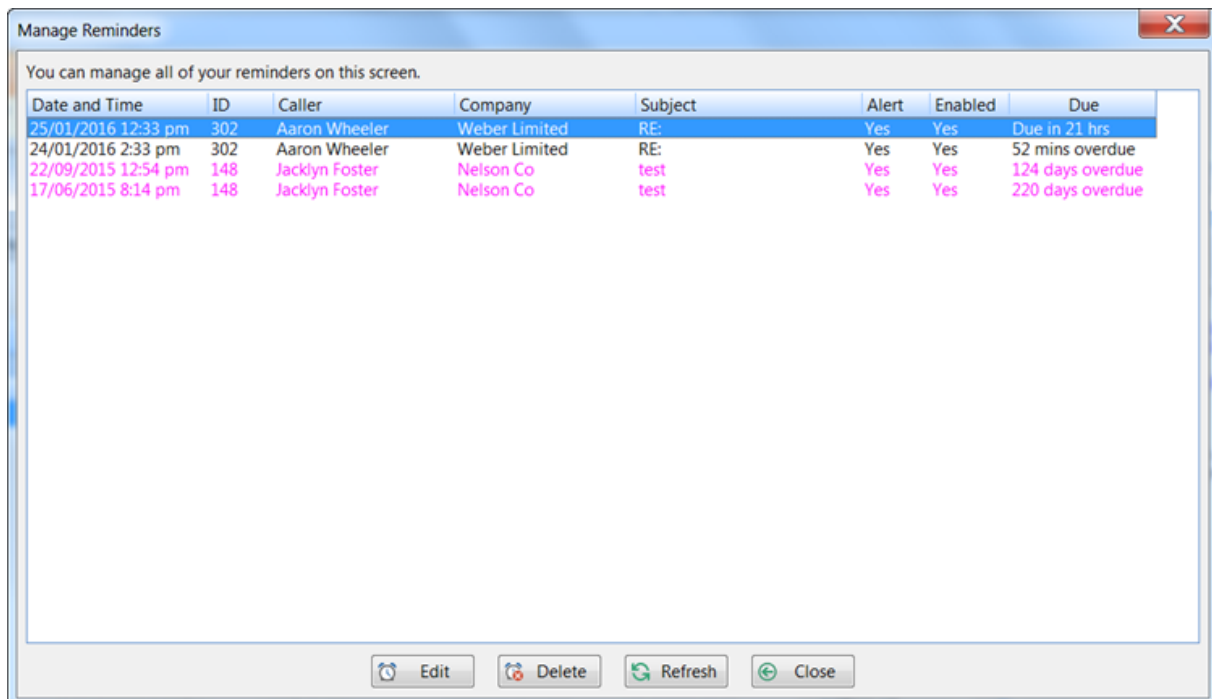 Manage Reminders
You can manage all of your reminders on this screen.
Date and Time ID Caller Company Subject Alert Enabled Due
25/01/2016 12:33 pm 302 Aaron Wheeler Weber Limited RE: Yes Yes Due in 21 hrs
24/01/2016 2:33 pm 302 Aaron Wheeler Weber Limited RE: Yes Yes 52 mins overdue
22/09/2015 12:54 pm 148 Jacklyn Foster Nelson Co test Yes Yes 124 days overdue
17/06/2015 8:14 pm 148 Jacklyn Foster Nelson Co test Yes Yes 220 days overdue
Edit Delete Refresh Close